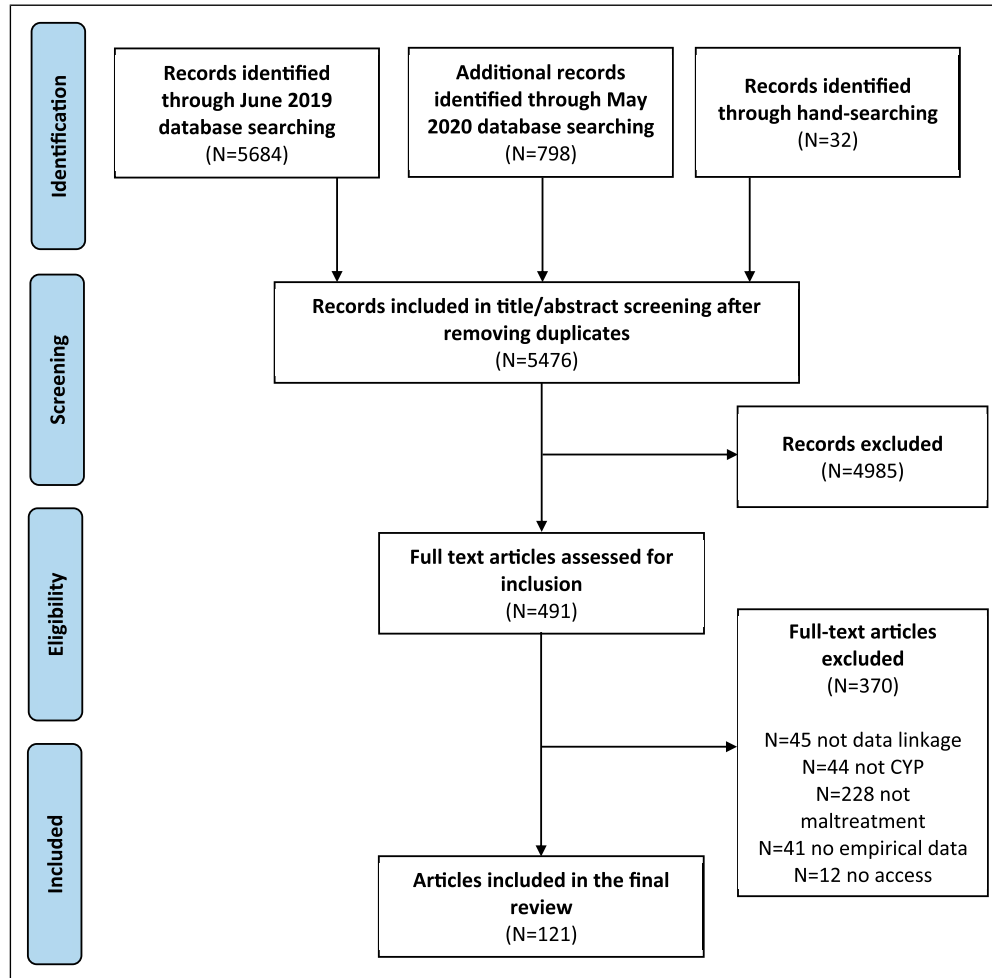 Identification
Records identified
through June 2019
database searching
(N=5684)
Additional records
identified through May
2020 database searching
(N=798)
Records identified
through hand-searching
(N=32)
Screening
Records included in title/abstract screening after
removing duplicates
(N=5476)
Records excluded
(N=4985)
Eligibility
Full text articles assessed for
inclusion
(N=491)
Full-text articles
excluded
(N=370)
N=45 not data linkage
N=44 not CYP
N=228 not
maltreatment
N=41 no empirical data
N=12 no access
Included
Articles included in the final
review
(N=121)